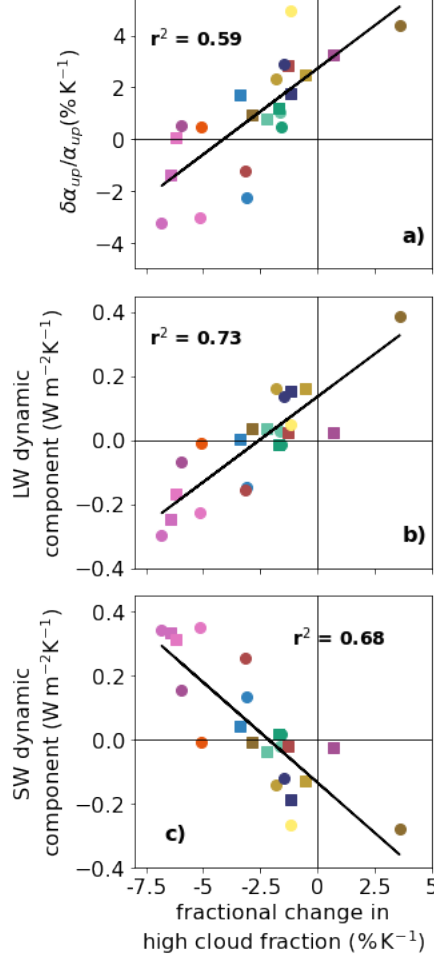 δα_up/α_up(% K⁻¹)
4
2
0
−2
−4
r² = 0.59
a)
LW dynamic
component (W m⁻²K⁻¹)
0.4
0.2
0.0
−0.2
−0.4
r² = 0.73
b)
SW dynamic
component (W m⁻²K⁻¹)
0.4
0.2
0.0
−0.2
−0.4
r² = 0.68
c)
-7.5 -5 -2.5 0 2.5 5
fractional change in
high cloud fraction (% K⁻¹)